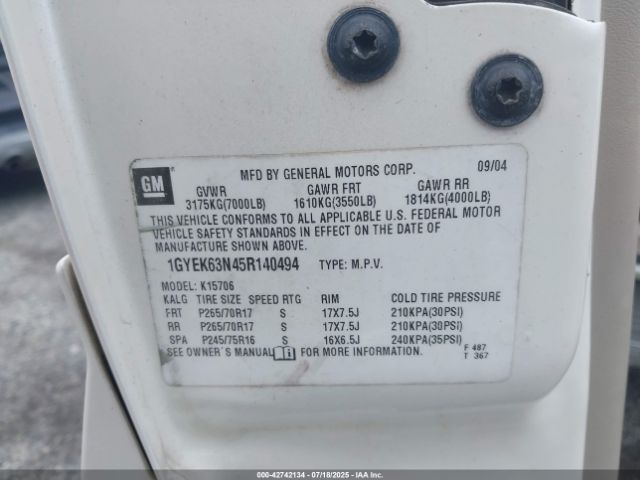 GM
MFD BY GENERAL MOTORS CORP. 09/04
GVWR GAWR FRT GAWR RR
3175KG(7000LB) 1610KG(3550LB) 1814KG(4000LB)
THIS VEHICLE CONFORMS TO ALL APPLICABLE U.S. FEDERAL MOTOR
VEHICLE SAFETY STANDARDS IN EFFECT ON THE DATE OF
MANUFACTURE SHOWN ABOVE.
1GYEK63N45R140494 TYPE: M.P.V.
MODEL: K15706
KALG TIRE SIZE SPEED RTG RIM COLD TIRE PRESSURE
FRT P265/70R17 S 17X7.5J 210KPA(30PSI)
RR P265/70R17 S 17X7.5J 210KPA(30PSI)
SPA P245/75R16 S 16X6.5J 240KPA(35PSI)
SEE OWNER'S MANUAL FOR MORE INFORMATION.
F 487
T 367
000-42742134 - 07/18/2025 - IAA Inc.